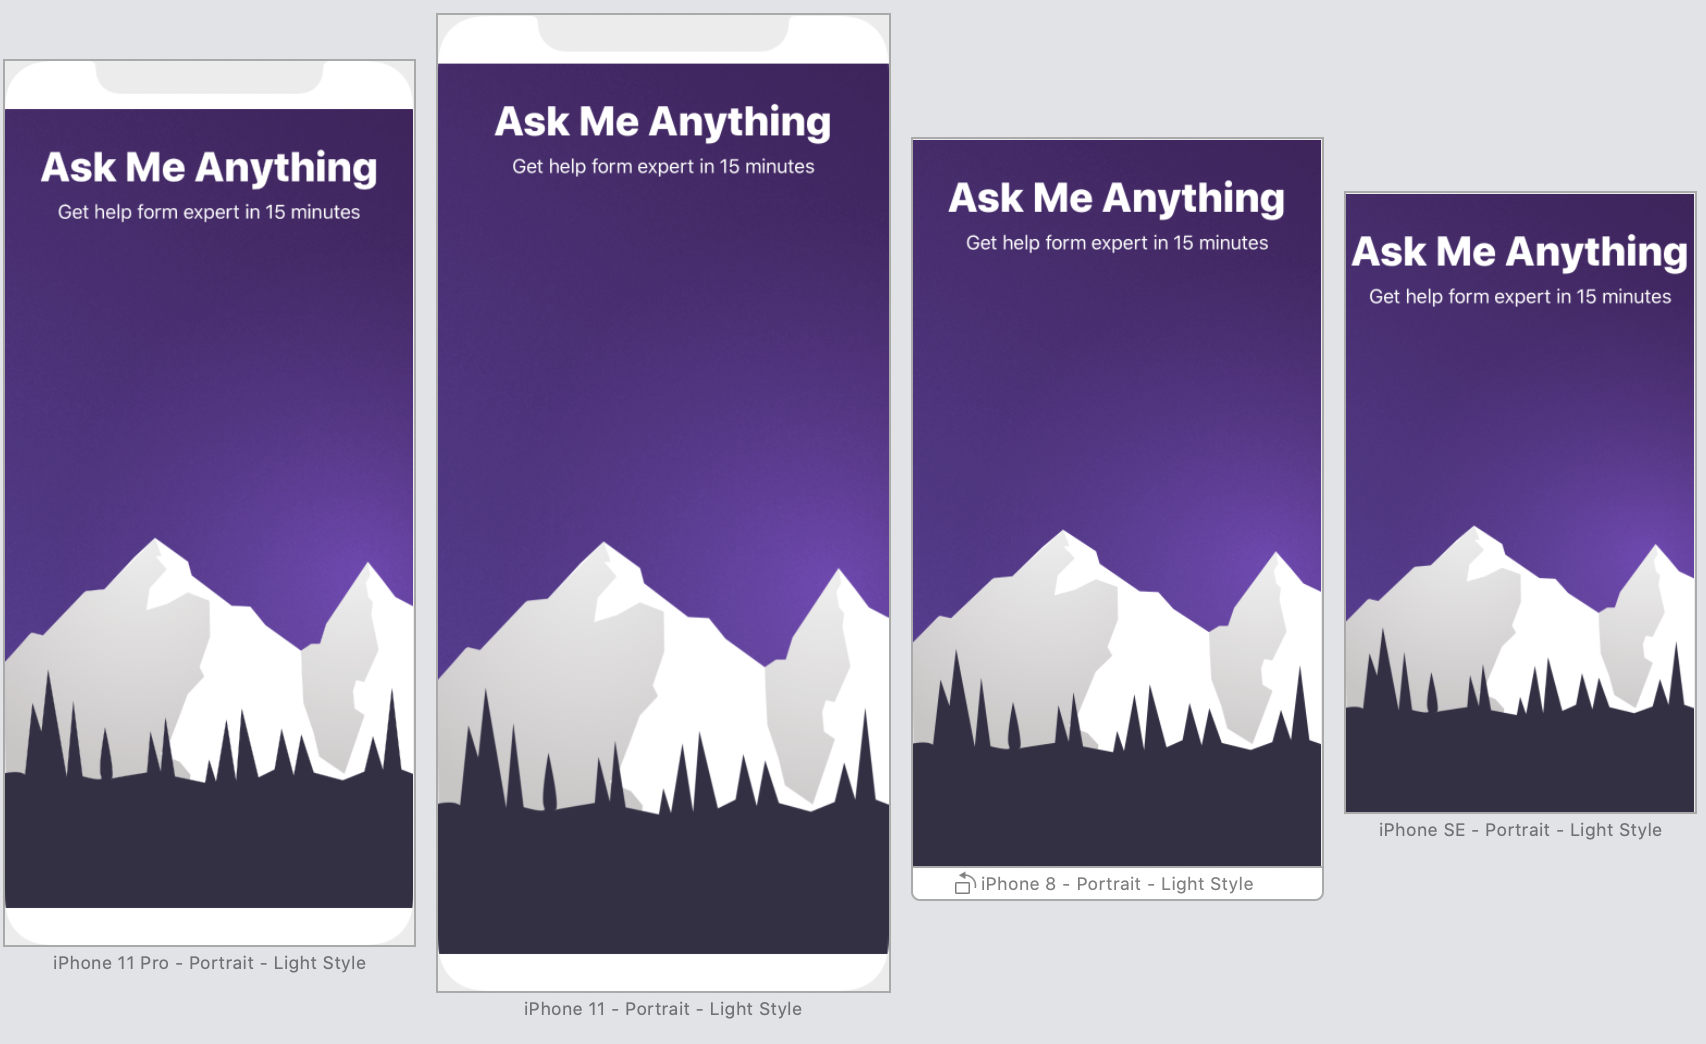 Ask Me Anything
Get help form expert in 15 minutes
iPhone 11 Pro - Portrait - Light Style
Ask Me Anything
Get help form expert in 15 minutes
iPhone 11 - Portrait - Light Style
Ask Me Anything
Get help form expert in 15 minutes
iPhone 8 - Portrait - Light Style
Ask Me Anything
Get help form expert in 15 minutes
iPhone SE - Portrait - Light Style